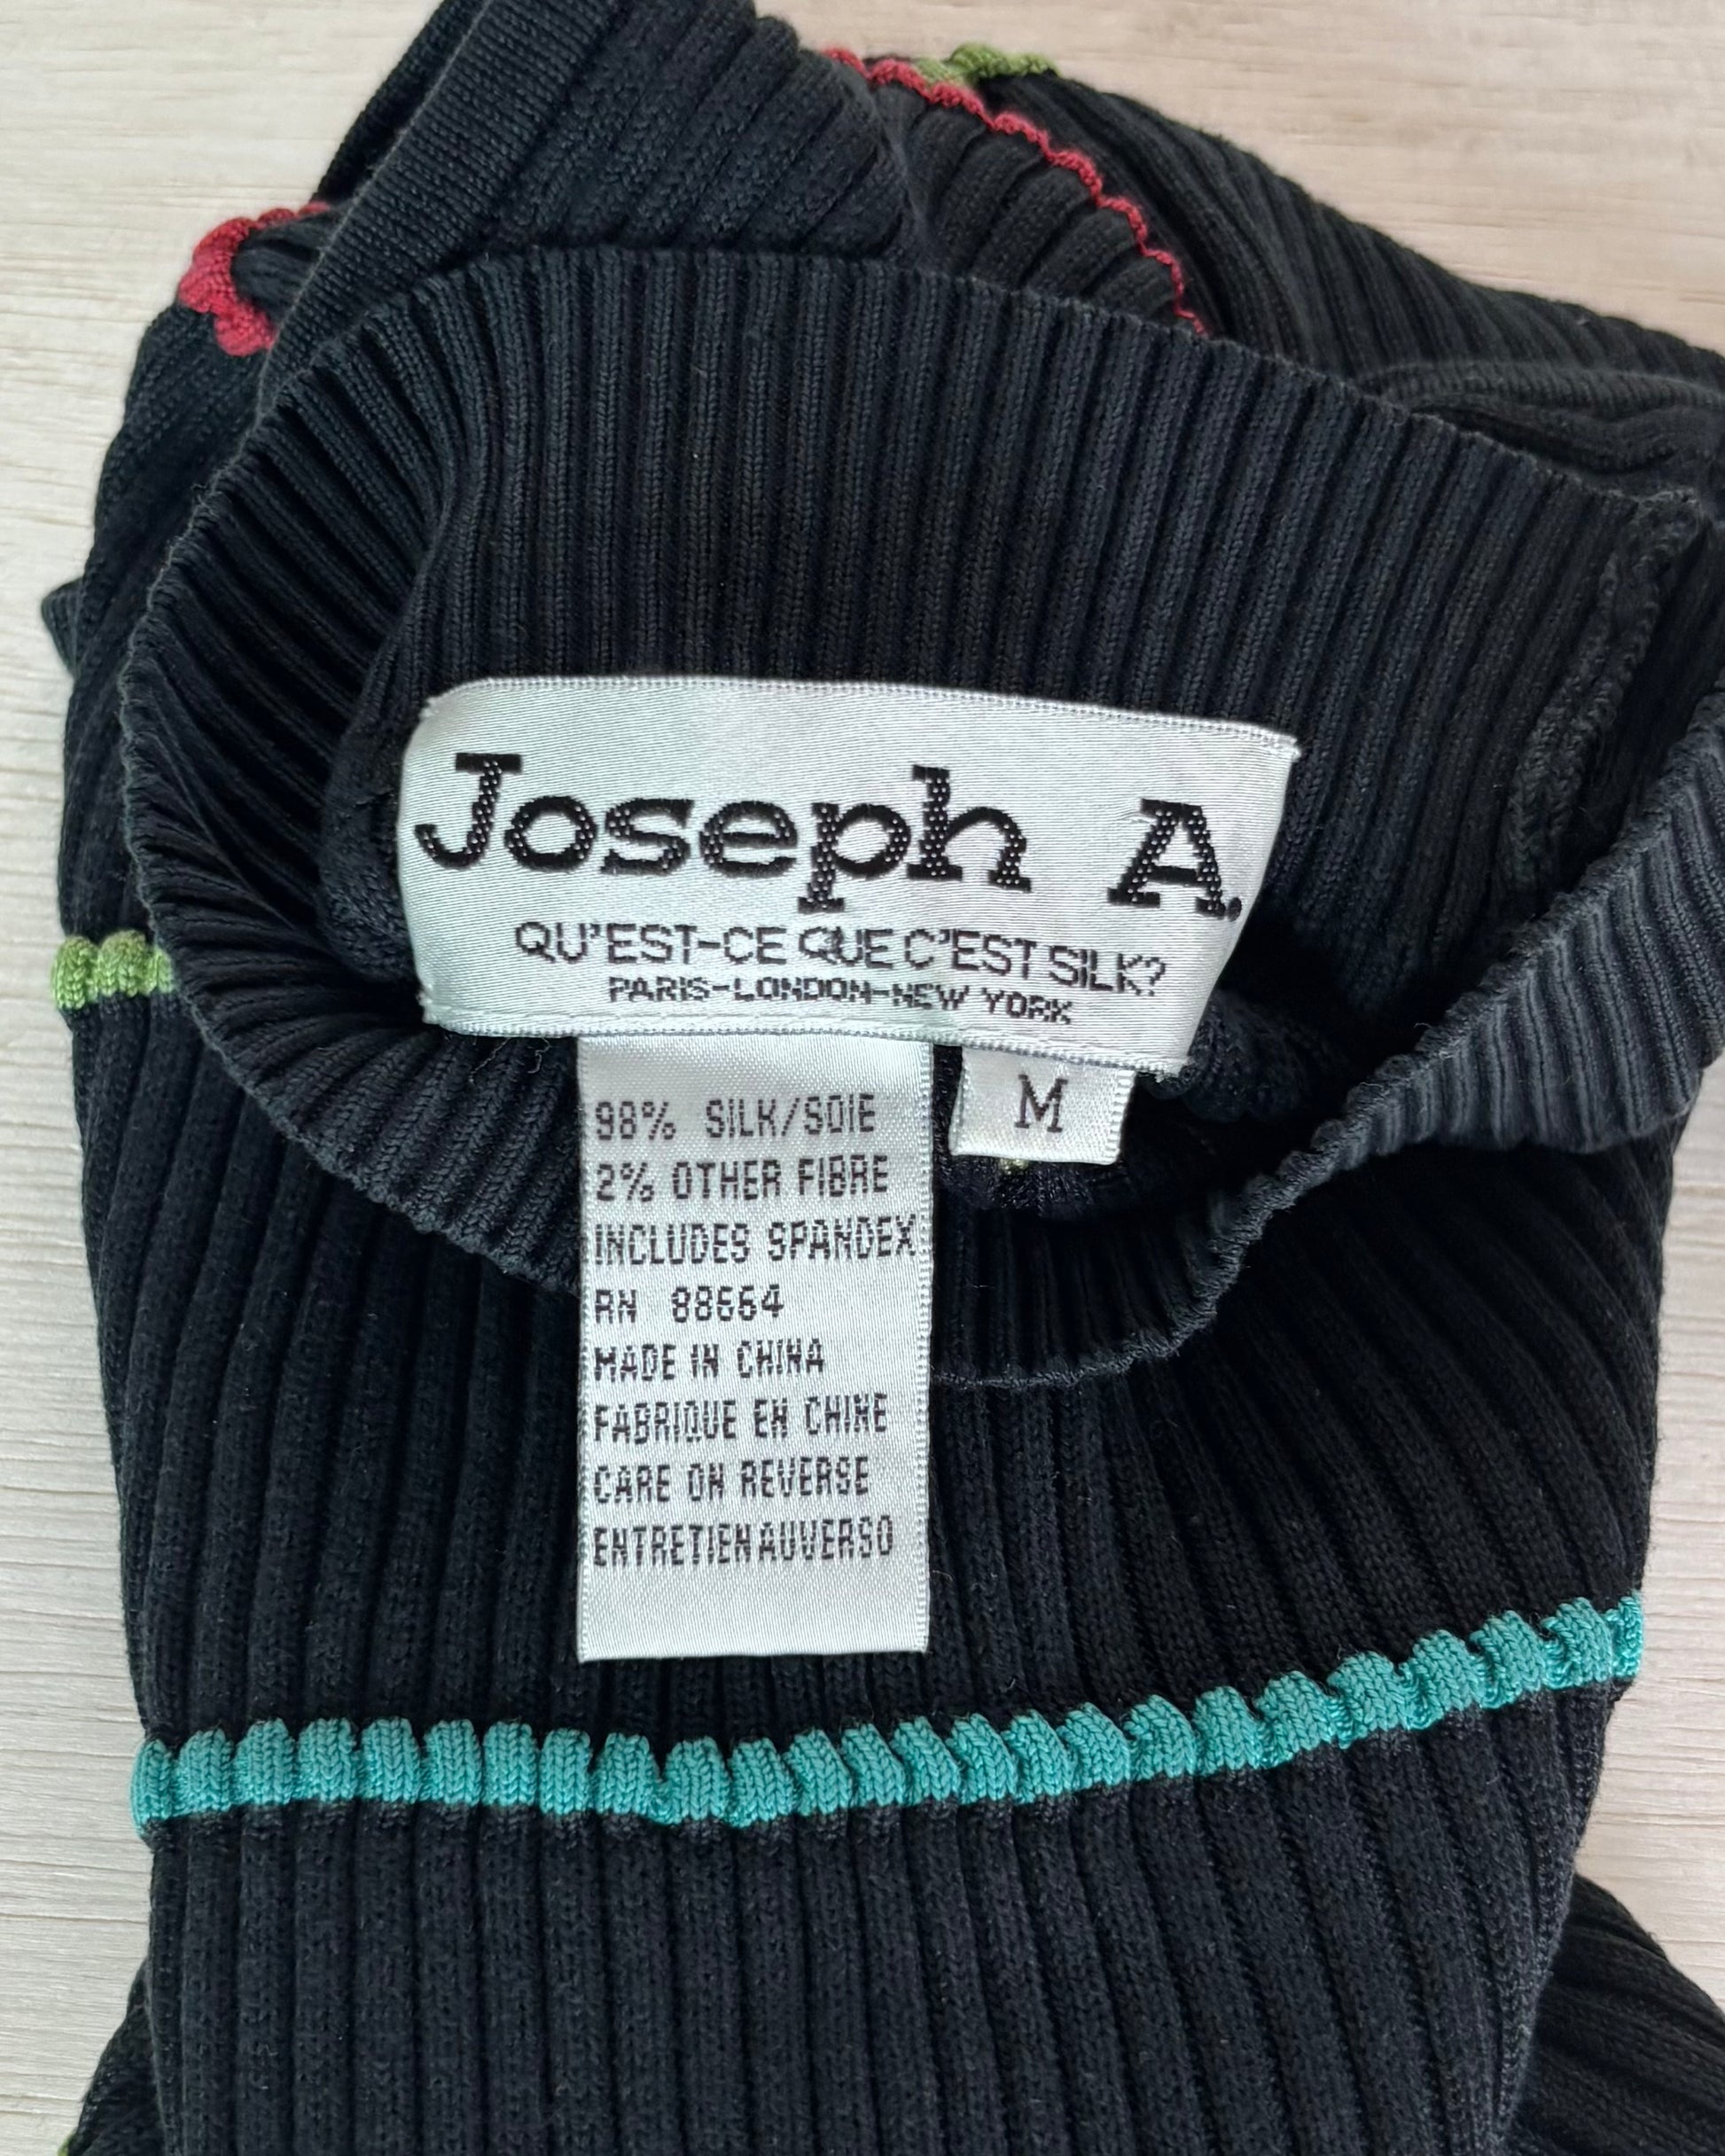 Joseph A.
QU'EST-CE QUE C'EST SILK?
PARIS-LONDON-NEW YORK
M
98% SILK/SOIE
2% OTHER FIBRE
INCLUDES SPANDEX
RN 88664
MADE IN CHINA
FABRIQUE EN CHINE
CARE ON REVERSE
ENTRETIEN AU VERSO